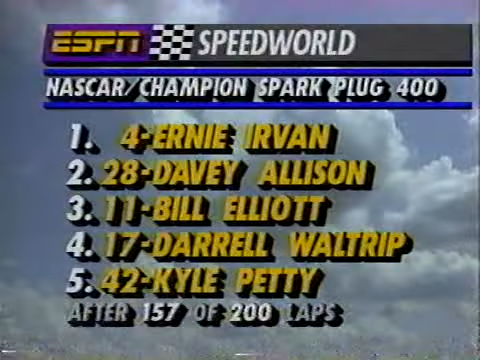 ESPN SPEEDWORLD
NASCAR/CHAMPION SPARK PLUG 400
1. 4-ERNIE IRVAN
2. 28-DAVEY ALLISON
3. 11-BILL ELLIOTT
4. 17-DARRELL WALTRIP
5. 42-KYLE PETTY
AFTER 157 OF 200 LAPS